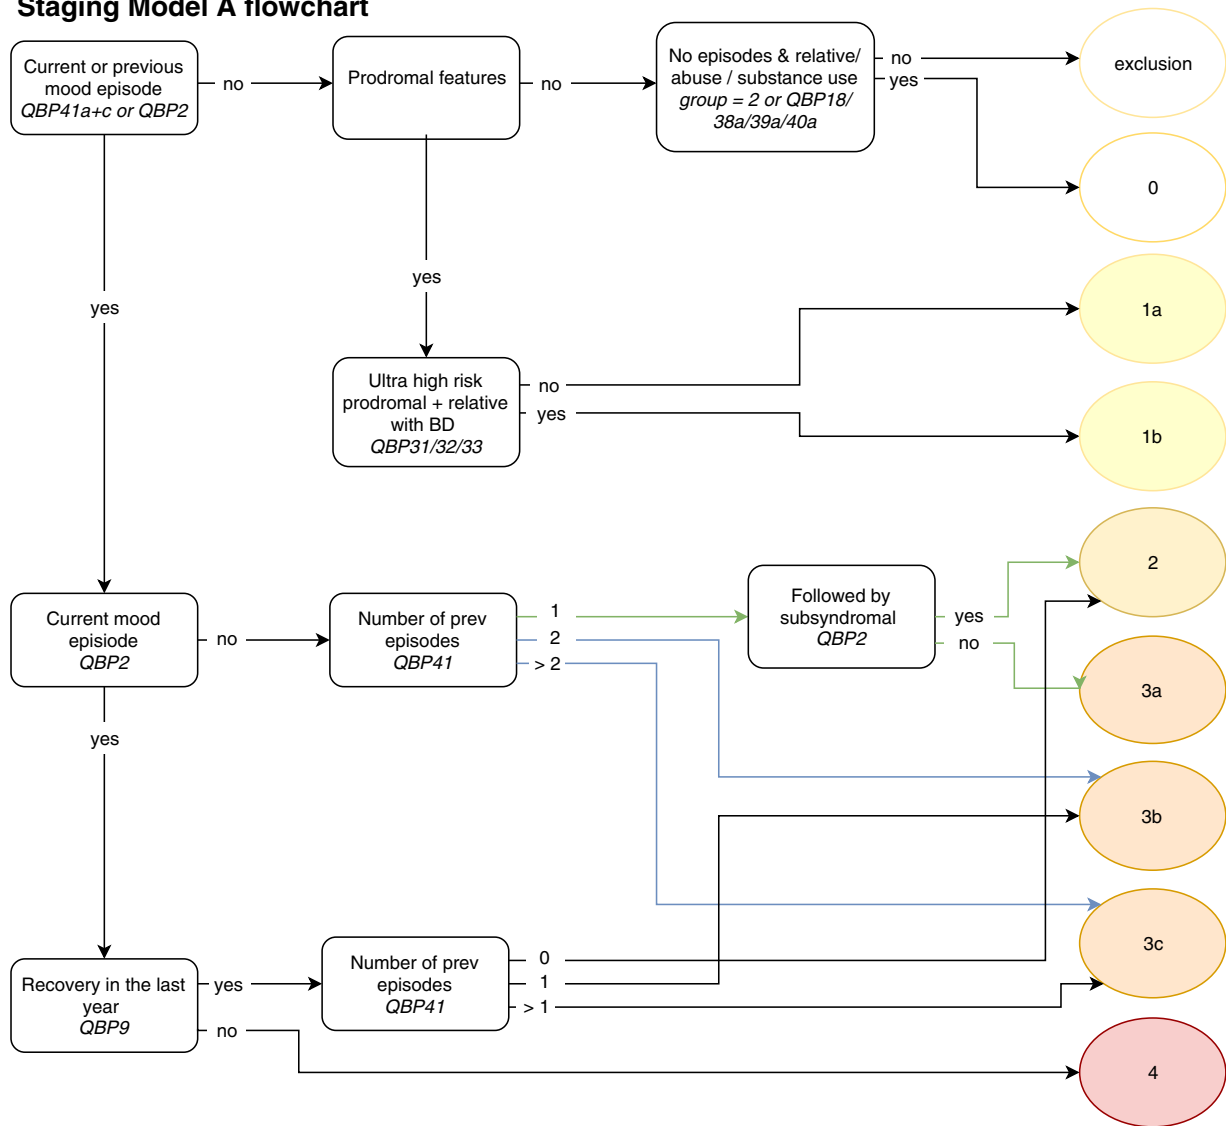 Staging Model A flowchart
Current or previous
mood episode
QBP41a+c or QBP2
no
Prodromal features
no
No episodes & relative/
abuse / substance use
group = 2 or QBP18/
38a/39a/40a
no
yes
exclusion
0
yes
yes
1a
Ultra high risk
prodromal + relative
with BD
QBP31/32/33
no
yes
1b
2
Current mood
episiode
QBP2
no
Number of prev
episodes
QBP41
1
2
> 2
Followed by
subsyndromal
QBP2
yes
no
3a
yes
3b
3c
Recovery in the last
year
QBP9
yes
no
Number of prev
episodes
QBP41
0
1
> 1
4